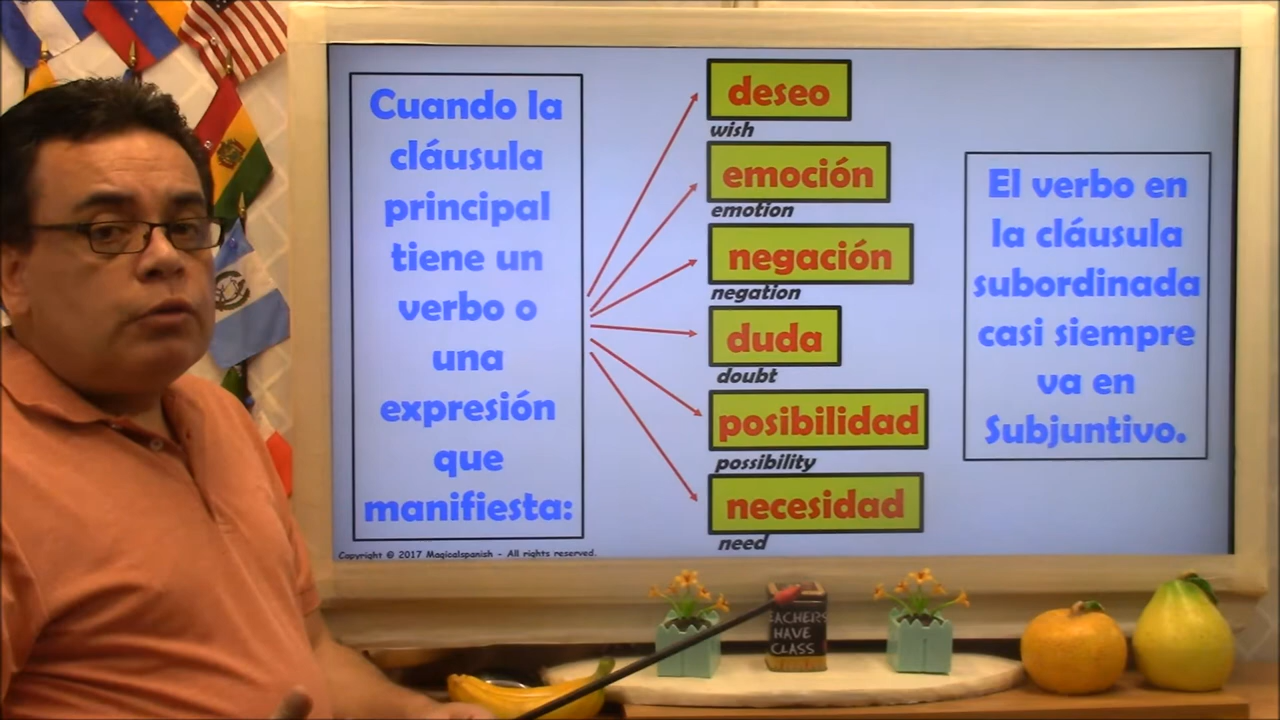 Cuando la
cláusula
principal
tiene un
verbo o
una
expresión
que
manifiesta:
deseo
wish
emoción
emotion
negación
negation
duda
doubt
posibilidad
possibility
necesidad
need
El verbo en
la cláusula
subordinada
casi siempre
va en
Subjuntivo.
Copyright © 2017 Magicalspanish - All rights reserved.
EACHERS
HAVE
CLASS